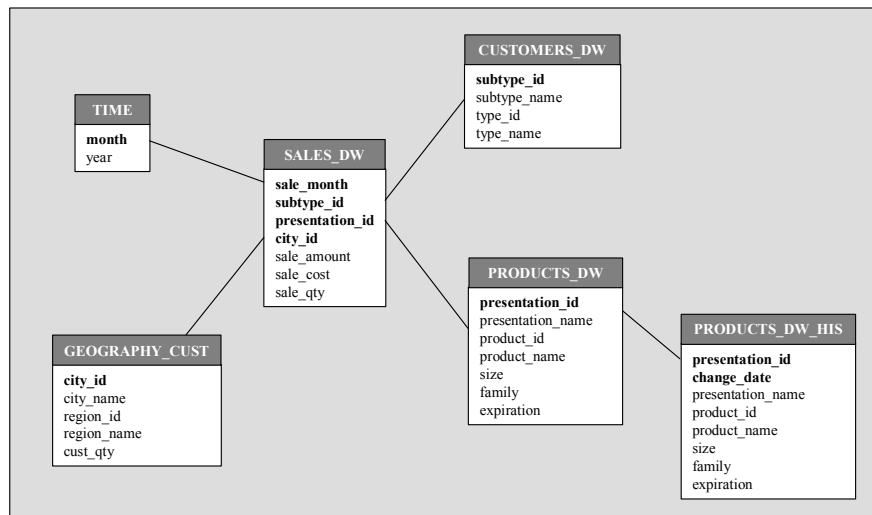 TIME
month
year
CUSTOMERS_DW
subtype_id
subtype_name
type_id
type_name
SALES_DW
sale_month
subtype_id
presentation_id
city_id
sale_amount
sale_cost
sale_qty
GEOGRAPHY_CUST
city_id
city_name
region_id
region_name
cust_qty
PRODUCTS_DW
presentation_id
presentation_name
product_id
product_name
size
family
expiration
PRODUCTS_DW_HIS
presentation_id
change_date
presentation_name
product_id
product_name
size
family
expiration